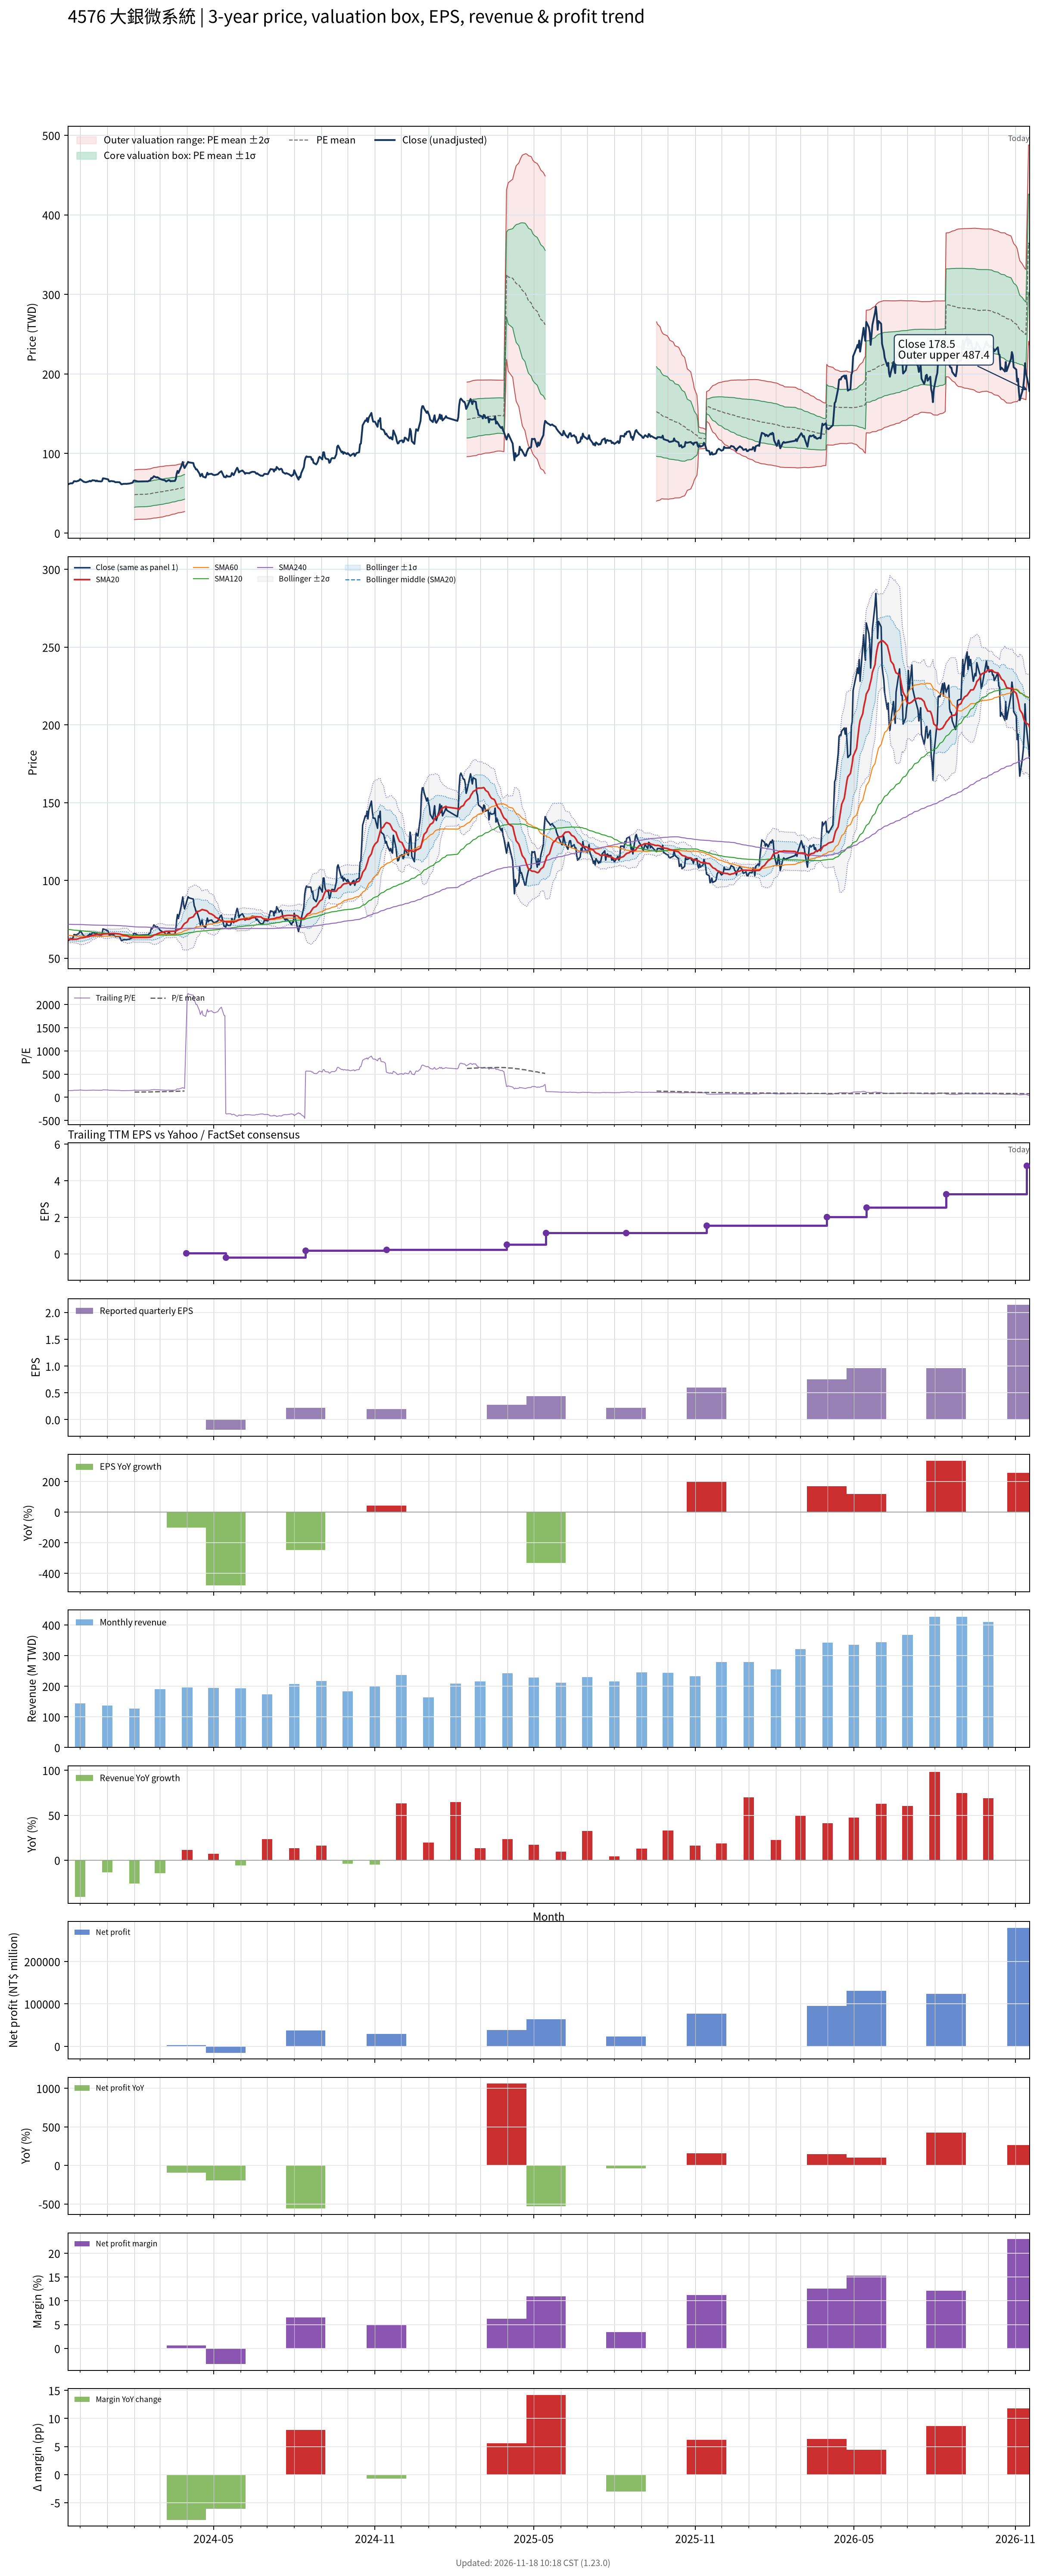 4576 大銀微系統 | 3-year price, valuation box, EPS, revenue & profit trend
Outer valuation range: PE mean ±2σ
PE mean
Close (unadjusted)
Core valuation box: PE mean ±1σ
Today
500
400
300
200
100
0
Price (TWD)
Close 178.5
Outer upper 487.4
Close (same as panel 1)
SMA60
SMA240
Bollinger ±1σ
SMA20
SMA120
Bollinger ±2σ
Bollinger middle (SMA20)
300
250
200
150
100
50
Price
Trailing P/E
P/E mean
2000
1500
1000
500
0
-500
P/E
Trailing TTM EPS vs Yahoo / FactSet consensus
Today
6
4
2
0
EPS
Reported quarterly EPS
2.0
1.5
1.0
0.5
0.0
EPS
EPS YoY growth
200
0
-200
-400
YoY (%)
Monthly revenue
400
300
200
100
0
Revenue (M TWD)
Revenue YoY growth
100
50
0
YoY (%)
Month
Net profit
200000
100000
0
Net profit (NT$ million)
Net profit YoY
1000
500
0
-500
YoY (%)
Net profit margin
20
15
10
5
0
Margin (%)
Margin YoY change
15
10
5
0
-5
Δ margin (pp)
2024-05
2024-11
2025-05
2025-11
2026-05
2026-11
Updated: 2026-11-18 10:18 CST (1.23.0)